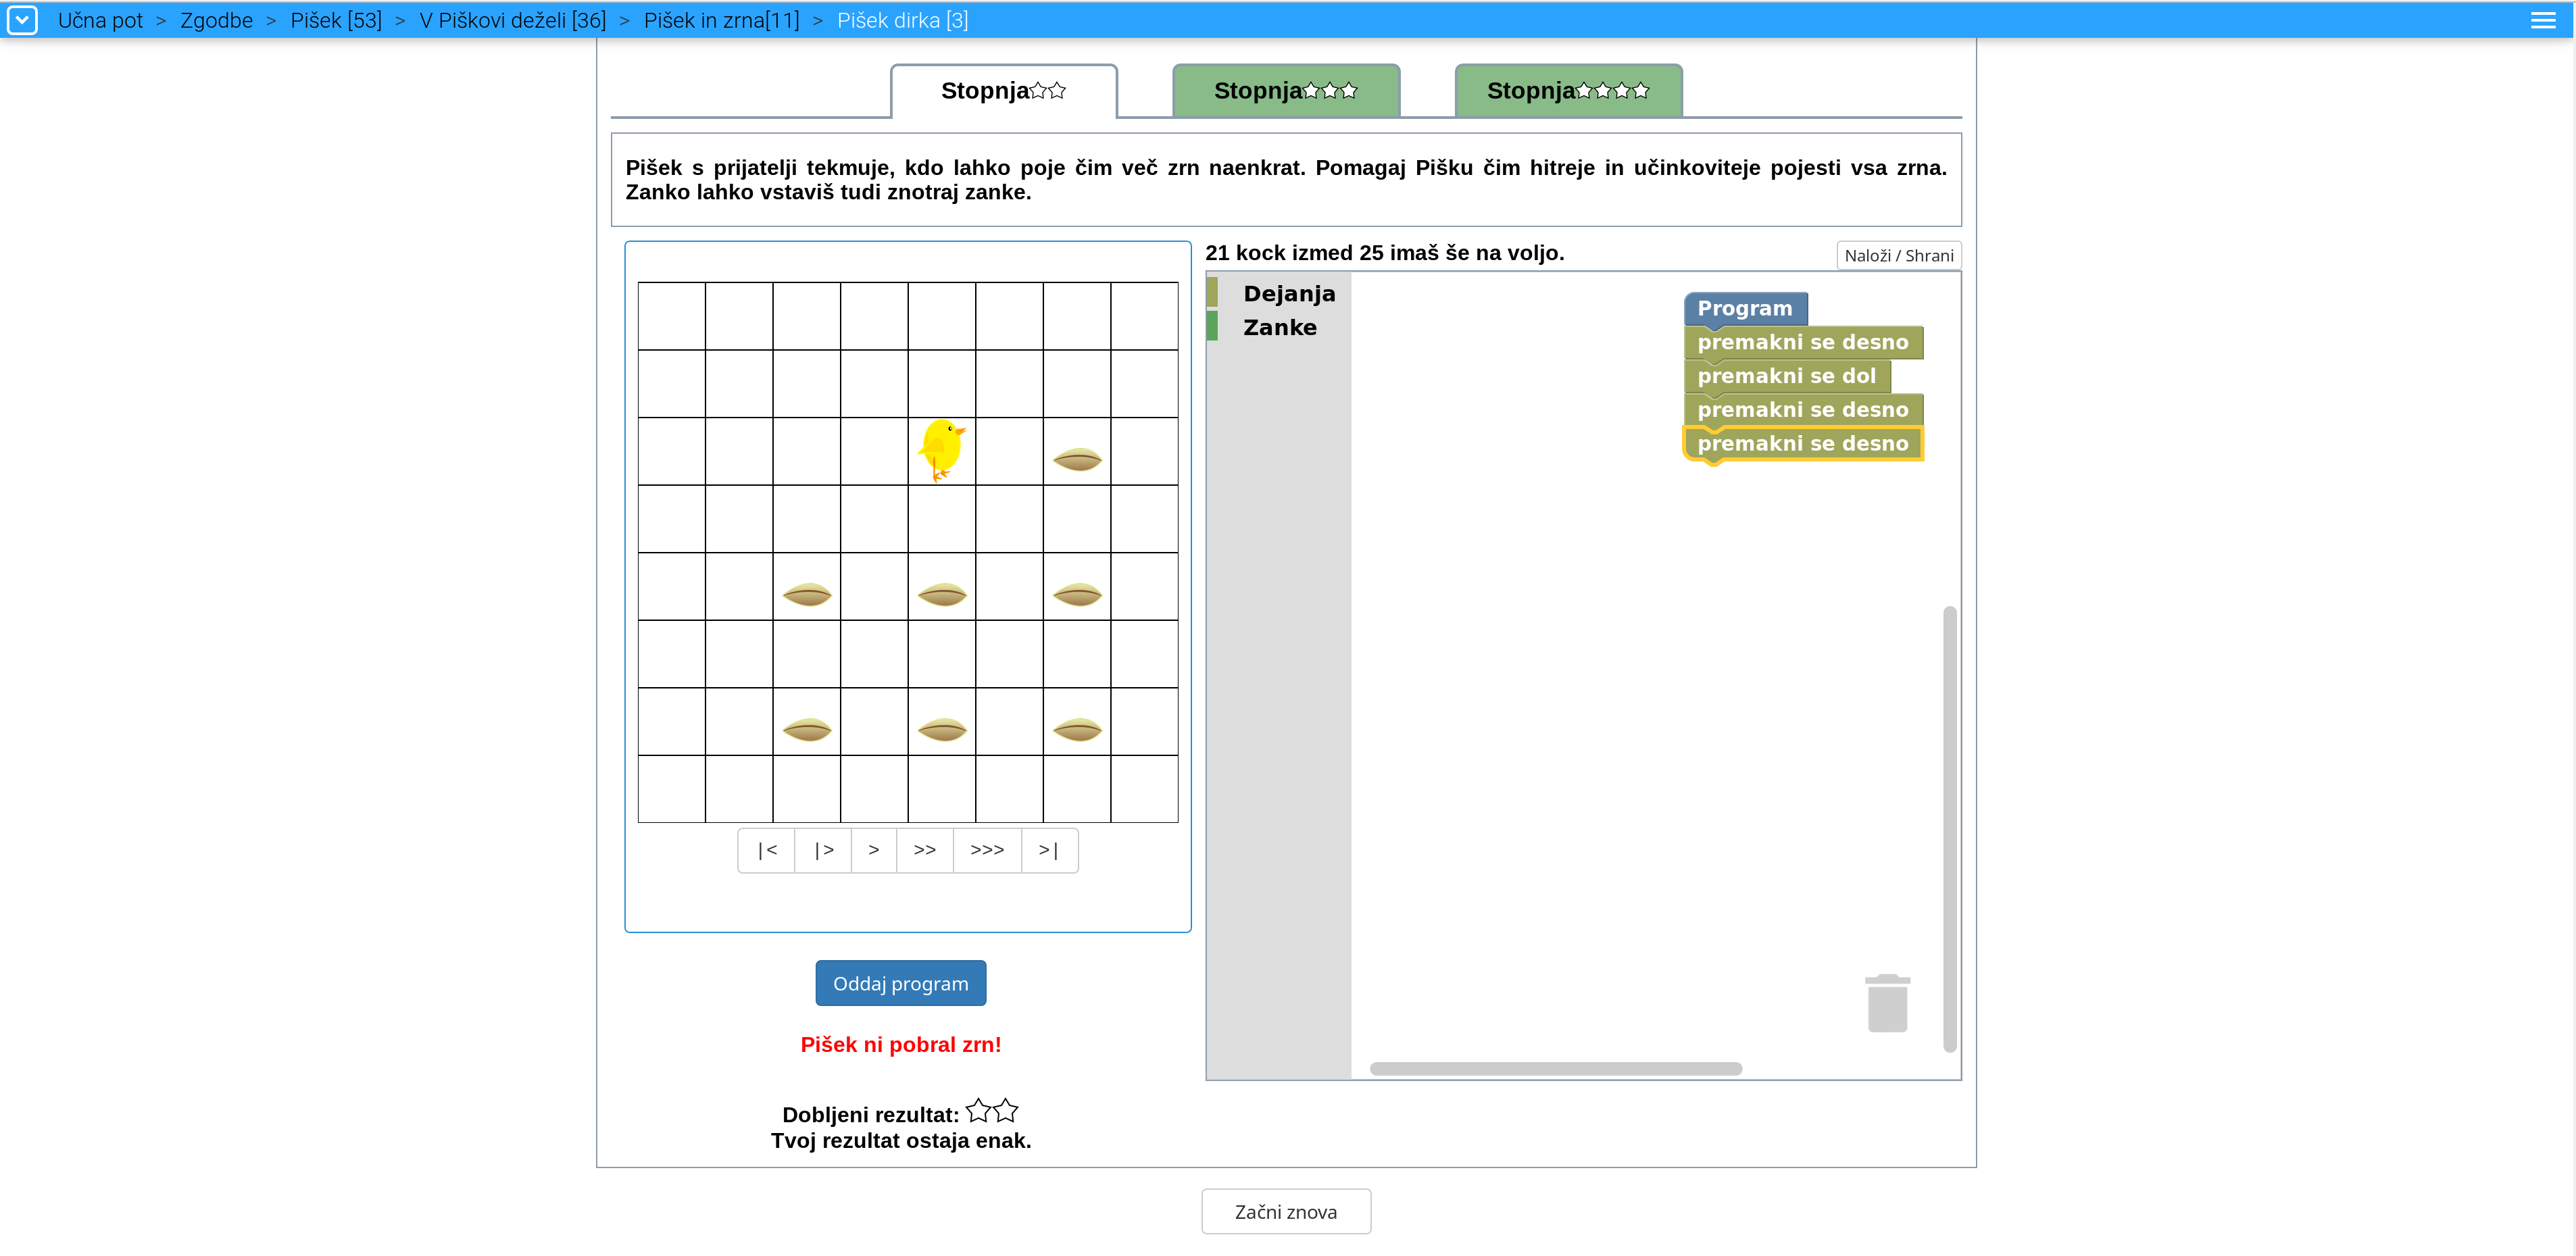 Učna pot > Zgodbe > Pišek [53] > V Piškovi deželi [36] > Pišek in zrna[11] > Pišek dirka [3]
Stopnja☆☆ Stopnja☆☆☆ Stopnja☆☆☆☆
Pišek s prijatelji tekmuje, kdo lahko poje čim več zrn naenkrat. Pomagaj Pišku čim hitreje in učinkoviteje pojesti vsa zrna.
Zanko lahko vstaviš tudi znotraj zanke.
21 kock izmed 25 imaš še na voljo.
Naloži / Shrani
Dejanja
Zanke
Program
premakni se desno
premakni se dol
premakni se desno
premakni se desno
|< |> > >> >>> >|
Oddaj program
Pišek ni pobral zrn!
Dobljeni rezultat: ☆☆
Tvoj rezultat ostaja enak.
Začni znova